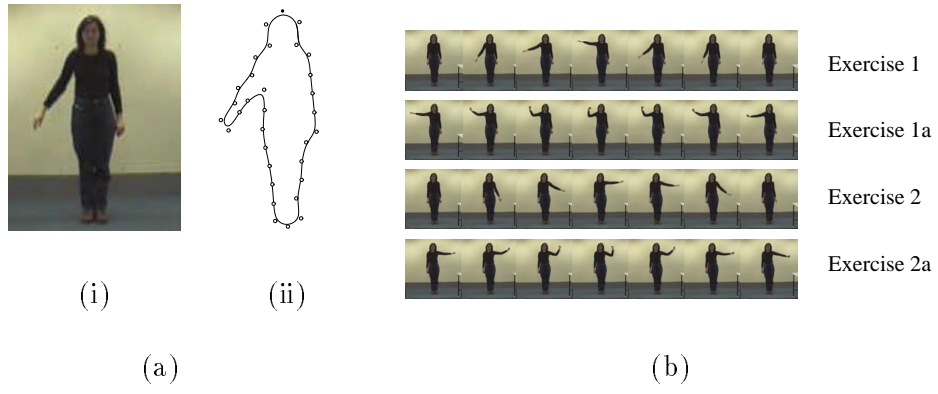 Exercise 1
Exercise 1a
Exercise 2
Exercise 2a
(i)
(ii)
(a)
(b)